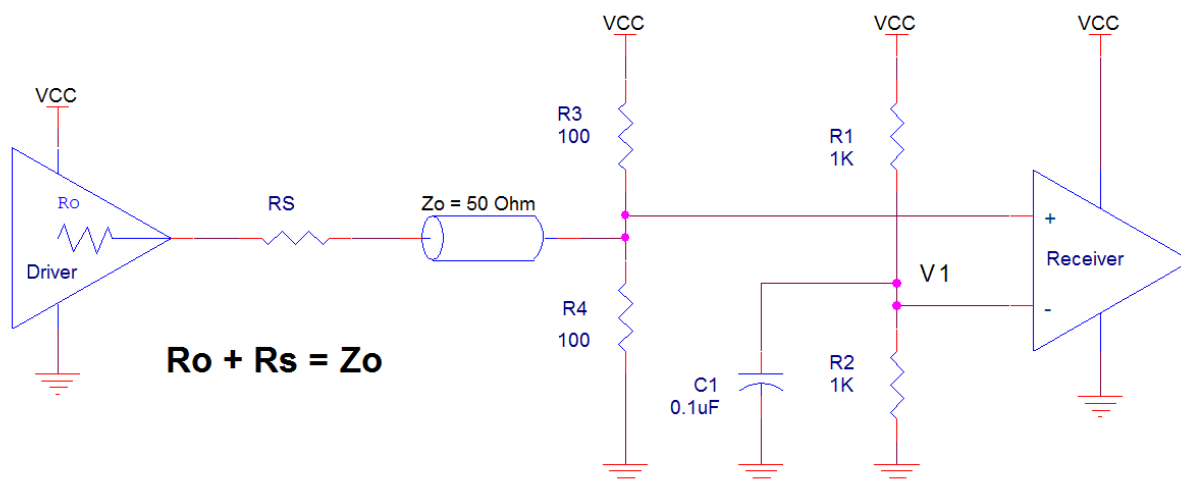 VCC
VCC
VCC
VCC
R3
100
R1
1K
Ro
RS
Zo = 50 Ohm
+
Driver
V1
Receiver
-
R4
100
Ro + Rs = Zo
R2
1K
C1
0.1uF